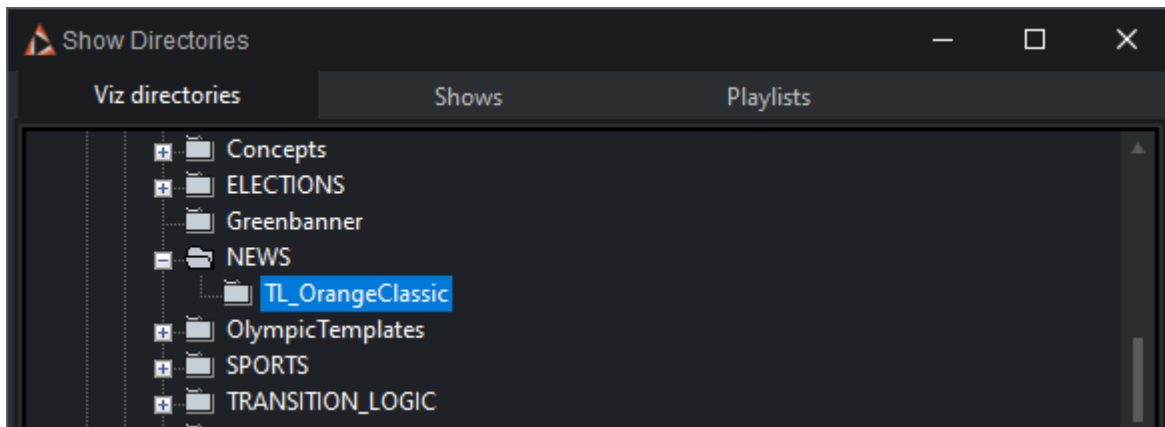 Show Directories
Viz directories Shows Playlists
Concepts
ELECTIONS
Greenbanner
NEWS
TL_OrangeClassic
OlympicTemplates
SPORTS
TRANSITION_LOGIC